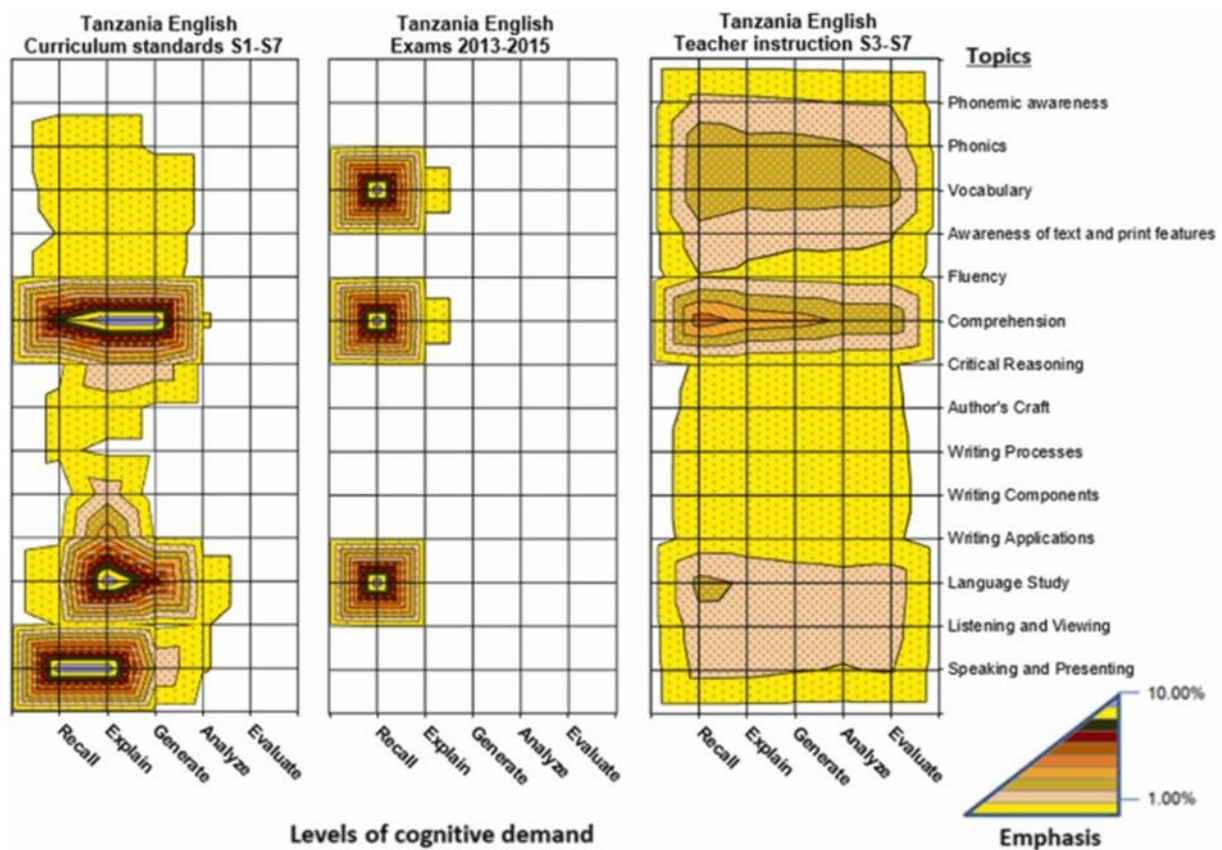 Tanzania English
Curriculum standards S1-S7
Tanzania English
Exams 2013-2015
Tanzania English
Teacher instruction S3-S7
Topics
Phonemic awareness
Phonics
Vocabulary
Awareness of text and print features
Fluency
Comprehension
Critical Reasoning
Author's Craft
Writing Processes
Writing Components
Writing Applications
Language Study
Listening and Viewing
Speaking and Presenting
Recall
Explain
Generate
Analyze
Evaluate
Recall
Explain
Generate
Analyze
Evaluate
Recall
Explain
Generate
Analyze
Evaluate
10.00%
1.00%
Levels of cognitive demand
Emphasis